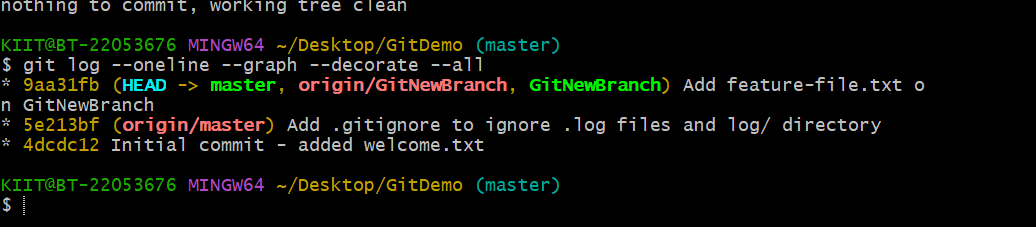 nothing to commit, working tree clean
KIIT@BT-22053676 MINGW64 ~/Desktop/GitDemo (master)
$ git log --oneline --graph --decorate --all
* 9aa31fb (HEAD -> master, origin/GitNewBranch, GitNewBranch) Add feature-file.txt o
n GitNewBranch
* 5e213bf (origin/master) Add .gitignore to ignore .log files and log/ directory
* 4dcdc12 Initial commit - added welcome.txt
KIIT@BT-22053676 MINGW64 ~/Desktop/GitDemo (master)
$